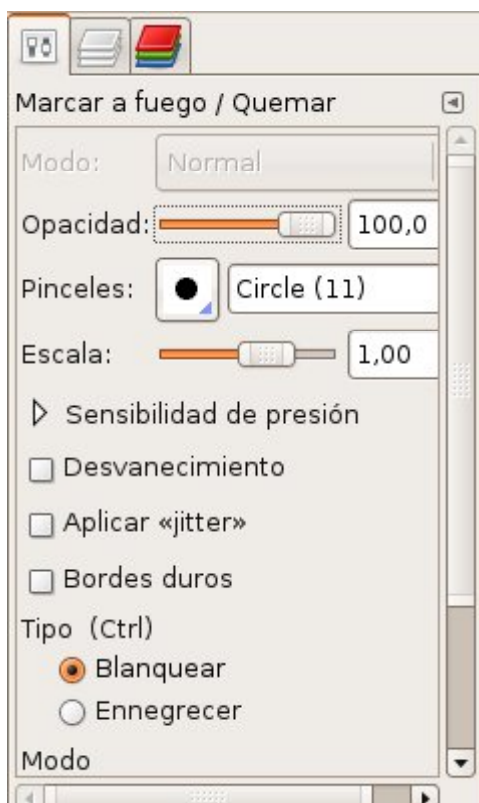 Marcar a fuego / Quemar
Modo: Normal
Opacidad: 100,0
Pinceles: Circle (11)
Escala: 1,00
Sensibilidad de presión
Desvanecimiento
Aplicar «jitter»
Bordes duros
Tipo (Ctrl)
Blanquear
Ennegrecer
Modo